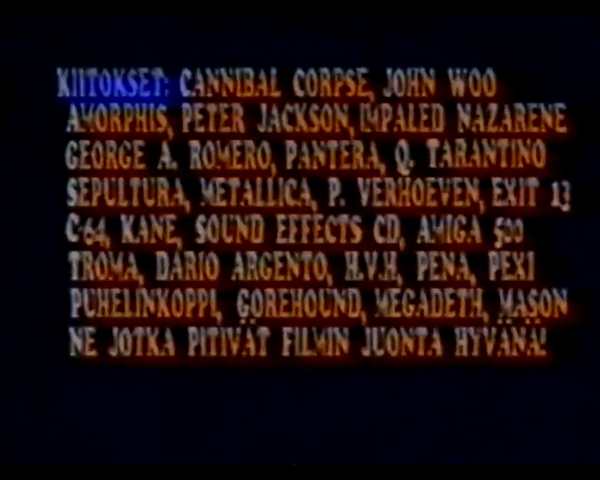 KIITOKSET: CANNIBAL CORPSE, JOHN WOO
AMORPHIS, PETER JACKSON, IMPALED NAZARENE
GEORGE A. ROMERO, PANTERA, Q. TARANTINO
SEPULTURA, METALLICA, P. VERHOEVEN, EXIT 13
C-64, KANE, SOUND EFFECTS CD, AMIGA 500
TROMA, DARIO ARGENTO, H.V.H, PENA, PEXI
PUHELINKOPPI, GOREHOUND, MEGADETH, MASON
NE JOTKA PITIVÄT FILMIN JUONTA HYVÄNÄ!